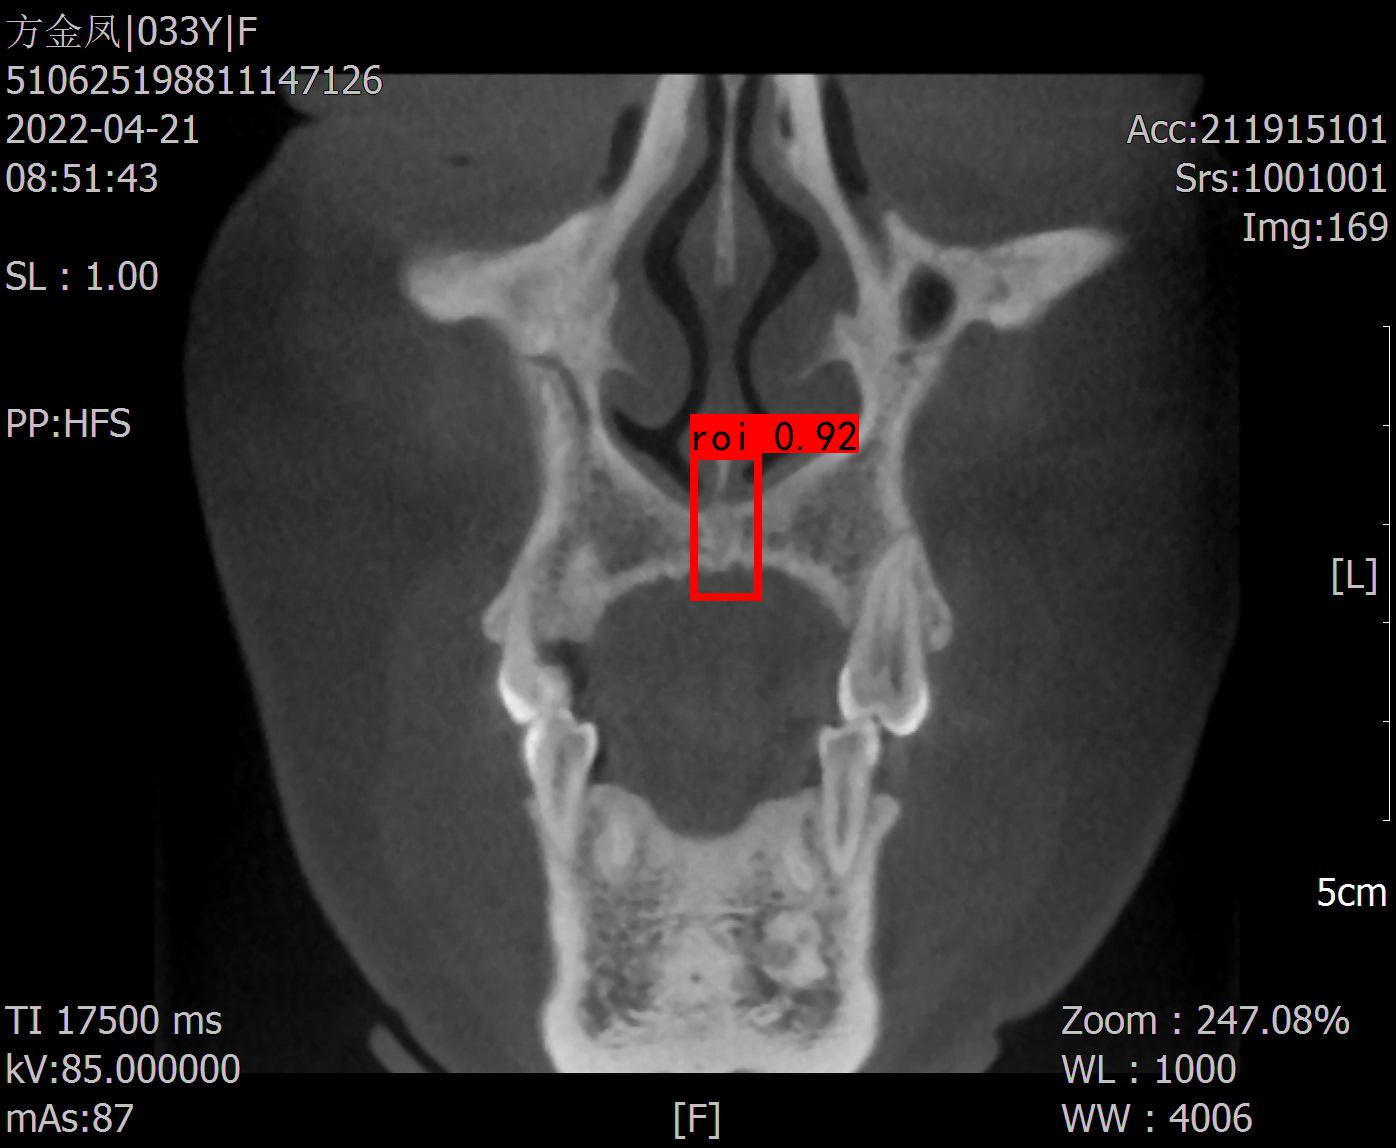 方金凤|033Y|F
510625198811147126
2022-04-21
08:51:43
SL : 1.00
PP:HFS
Acc:211915101
Srs:1001001
Img:169
roi 0.92
[L]
5cm
TI 17500 ms
kV:85.000000
mAs:87
[F]
Zoom : 247.08%
WL : 1000
WW : 4006